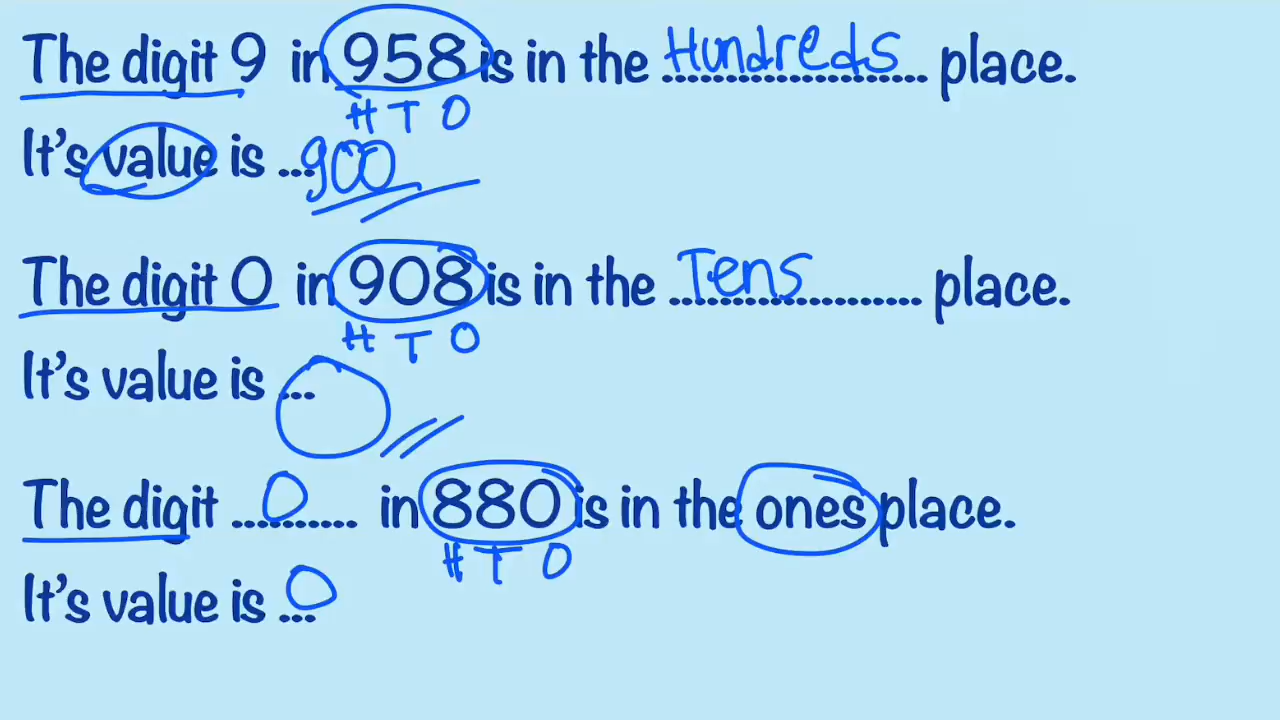 The digit 9 in 958 is in the Hundreds place.
H T O
It's value is ...900
The digit 0 in 908 is in the Tens place.
H T O
It's value is ... 0
The digit 0 in 880 is in the ones place.
H T O
It's value is ...0